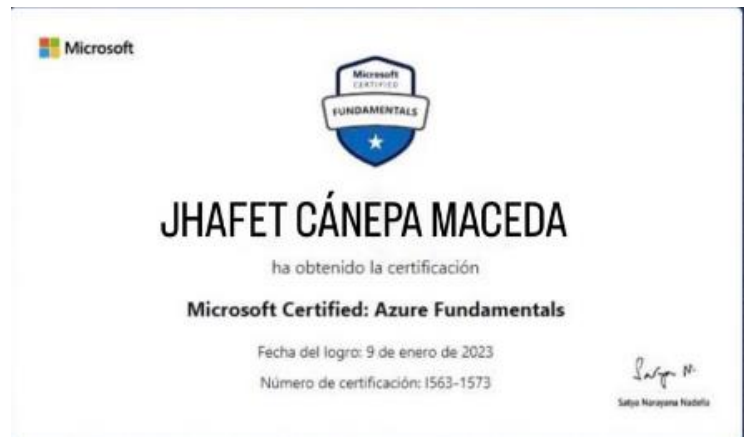 Microsoft
Microsoft
CERTIFIED
FUNDAMENTALS
JHAFET CÁNEPA MACEDA
ha obtenido la certificación
Microsoft Certified: Azure Fundamentals
Fecha del logro: 9 de enero de 2023
Número de certificación: I563-1573
Satya N.
Satya Narayana Nadella